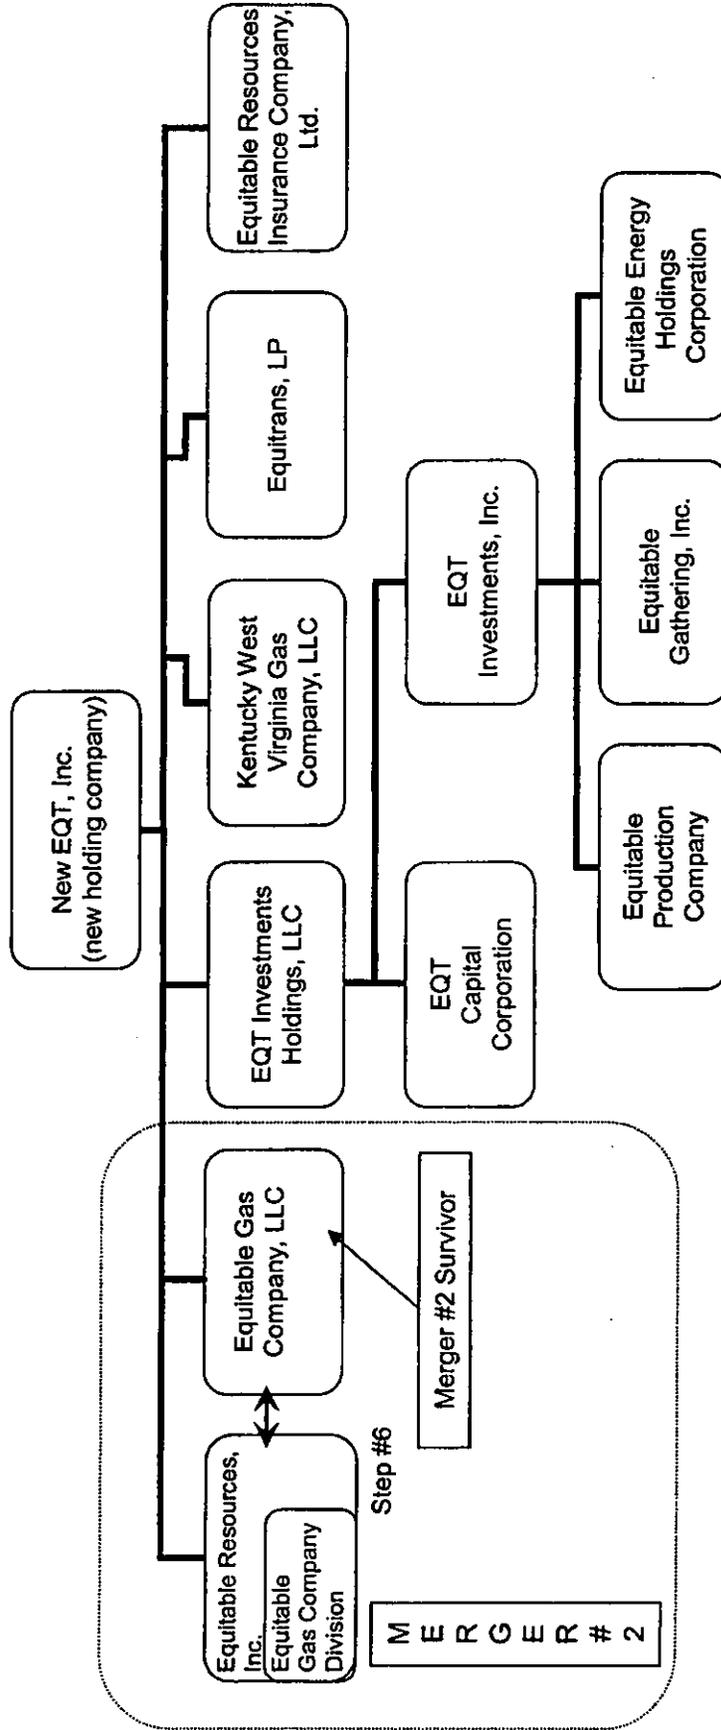 New EQT, Inc.
(new holding company)
Equitable Resources,
Inc.
Equitable
Gas Company
Division
Equitable Gas
Company, LLC
EQT Investments
Holdings, LLC
Kentucky West
Virginia Gas
Company, LLC
Equitrans, LP
Equitable Resources
Insurance Company,
Ltd.
Step #6
Merger #2 Survivor
MERGER#2
EQT
Capital
Corporation
EQT
Investments, Inc.
Equitable
Production
Company
Equitable
Gathering, Inc.
Equitable Energy
Holdings
Corporation